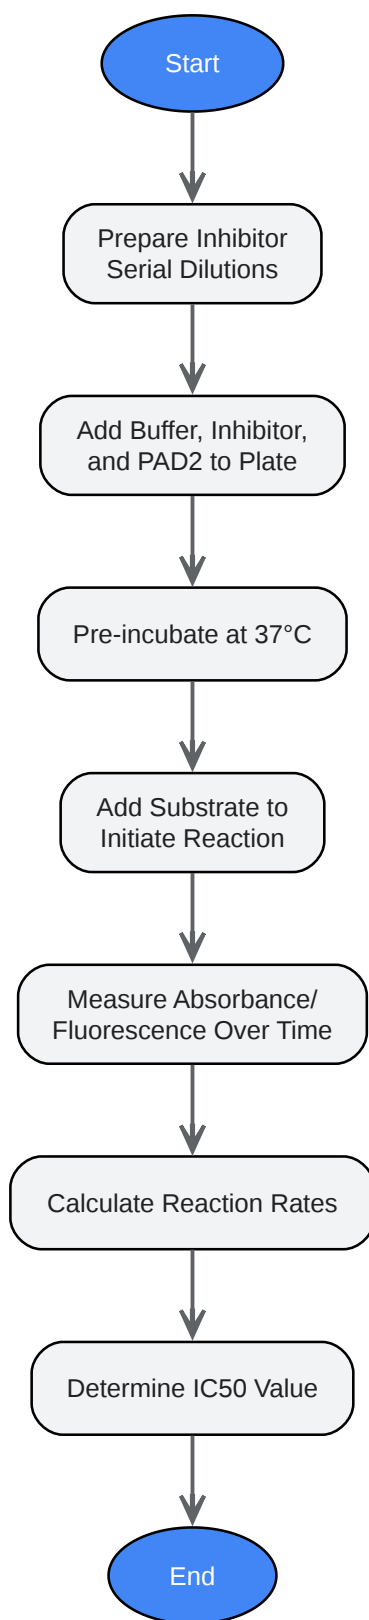 Start
Prepare Inhibitor
Serial Dilutions
Add Buffer, Inhibitor,
and PAD2 to Plate
Pre-incubate at 37°C
Add Substrate to
Initiate Reaction
Measure Absorbance/
Fluorescence Over Time
Calculate Reaction Rates
Determine IC50 Value
End